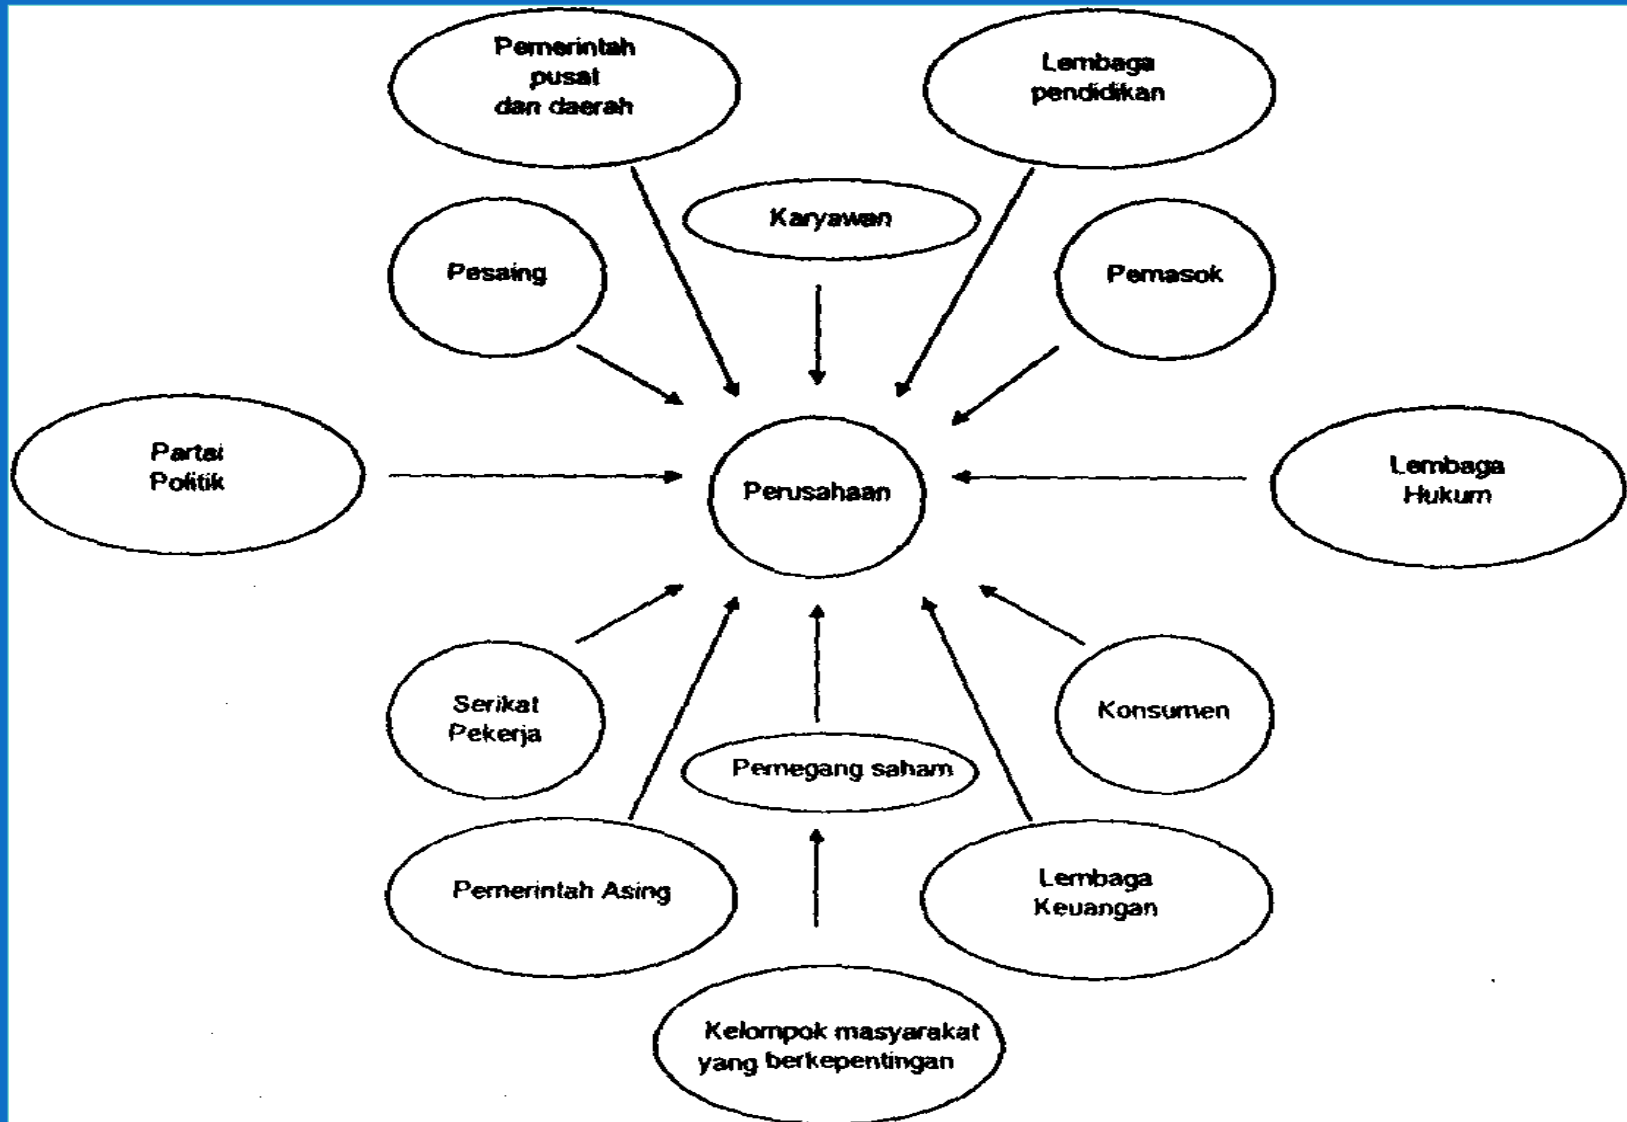 Pemerintah
pusat
dan daerah
Lembaga
pendidikan
Karyawan
Pesaing
Pemasok
Partai
Politik
Perusahaan
Lembaga
Hukum
Serikat
Pekerja
Konsumen
Pemegang saham
Pemerintah Asing
Lembaga
Keuangan
Kelompok masyarakat
yang berkepentingan